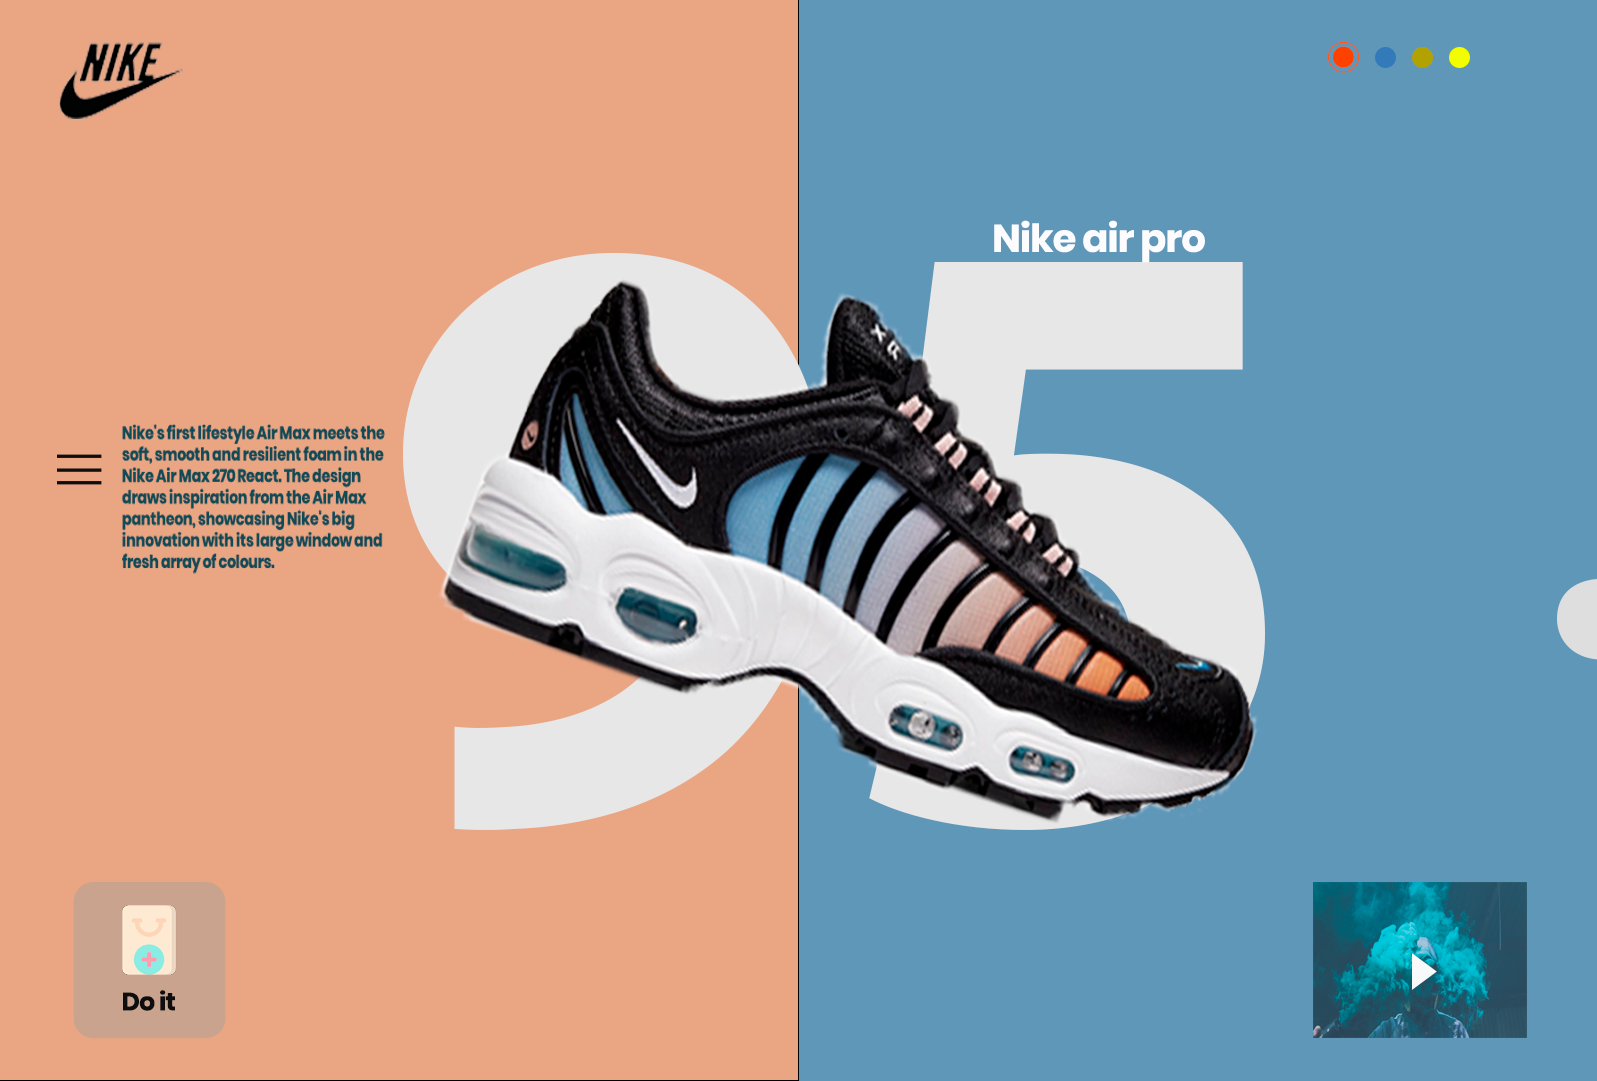 NIKE
Nike air pro
95
XR
Nike's first lifestyle Air Max meets the
soft, smooth and resilient foam in the
Nike Air Max 270 React. The design
draws inspiration from the Air Max
pantheon, showcasing Nike's big
innovation with its large window and
fresh array of colours.
Do it